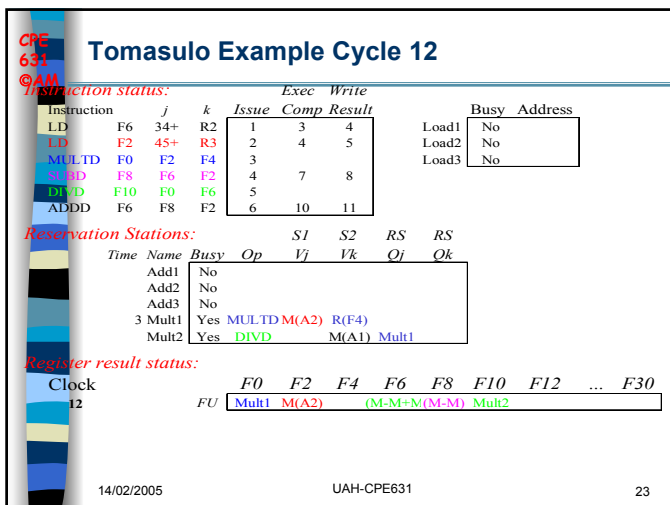 CPE
631
©AM
Tomasulo Example Cycle 12
Instruction status: Exec Write
Instruction j k Issue Comp Result Busy Address
LD F6 34+ R2 1 3 4 Load1 No
LD F2 45+ R3 2 4 5 Load2 No
MULTD F0 F2 F4 3 Load3 No
SUBD F8 F6 F2 4 7 8
DIVD F10 F0 F6 5
ADDD F6 F8 F2 6 10 11
Reservation Stations: S1 S2 RS RS
Time Name Busy Op Vj Vk Qj Qk
Add1 No
Add2 No
Add3 No
3 Mult1 Yes MULTD M(A2) R(F4)
Mult2 Yes DIVD M(A1) Mult1
Register result status:
Clock F0 F2 F4 F6 F8 F10 F12 ... F30
12 FU Mult1 M(A2) (M-M+M (M-M) Mult2
14/02/2005 UAH-CPE631 23